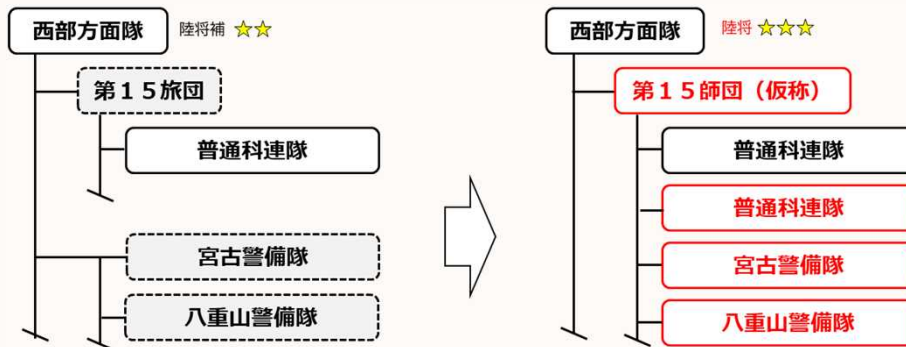 西部方面隊 陸将補 ★★
第１５旅団
普通科連隊
宮古警備隊
八重山警備隊
西部方面隊 陸将 ★★★
第１５師団（仮称）
普通科連隊
普通科連隊
宮古警備隊
八重山警備隊